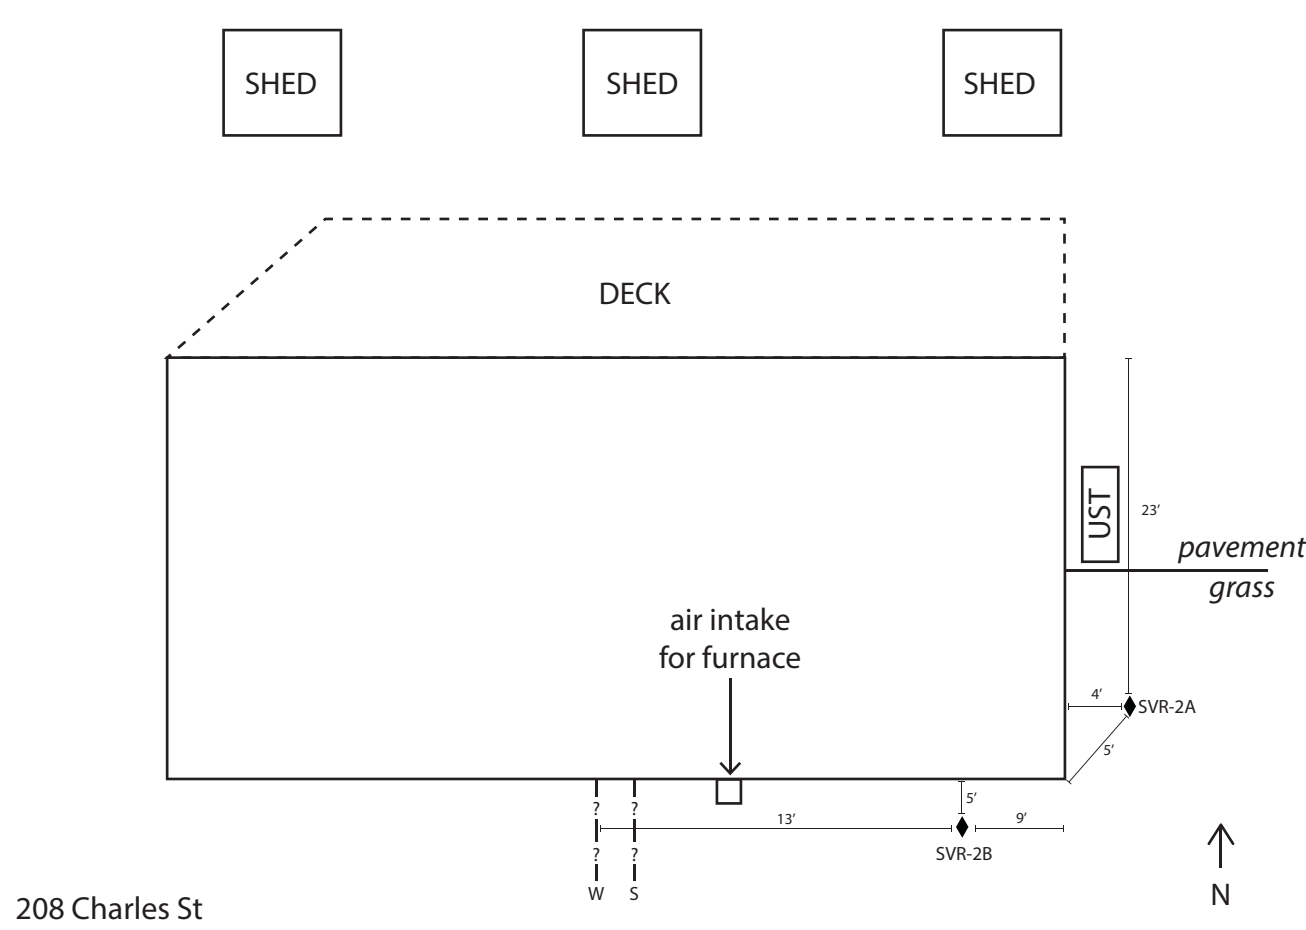 SHED
SHED
SHED
DECK
UST
23’
pavement
grass
air intake
for furnace
4’
SVR-2A
5’
5’
?
?
13’
9’
?
?
SVR-2B
W
S
N
208 Charles St